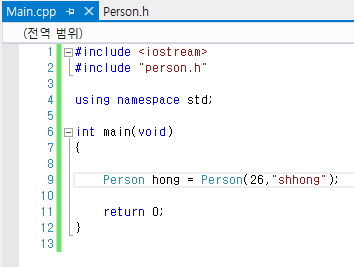 Main.cpp Person.h
(전역 범위)
1 #include <iostream>
2 #include "person.h"
3
4 using namespace std;
5
6 int main(void)
7 {
8
9 Person hong = Person(26,"shhong");
10
11 return 0;
12 }
13